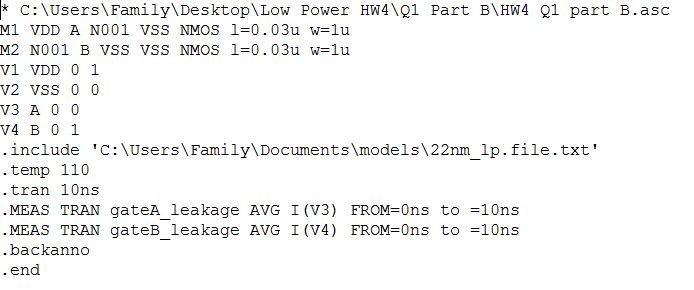 * C:\Users\Family\Desktop\Low Power HW4\Q1 Part B\HW4 Q1 part B.asc
M1 VDD A N001 VSS NMOS l=0.03u w=1u
M2 N001 B VSS VSS NMOS l=0.03u w=1u
V1 VDD 0 1
V2 VSS 0 0
V3 A 0 0
V4 B 0 1
.include 'C:\Users\Family\Documents\models\22nm_lp.file.txt'
.temp 110
.tran 10ns
.MEAS TRAN gateA_leakage AVG I(V3) FROM=0ns to =10ns
.MEAS TRAN gateB_leakage AVG I(V4) FROM=0ns to =10ns
.backanno
.end